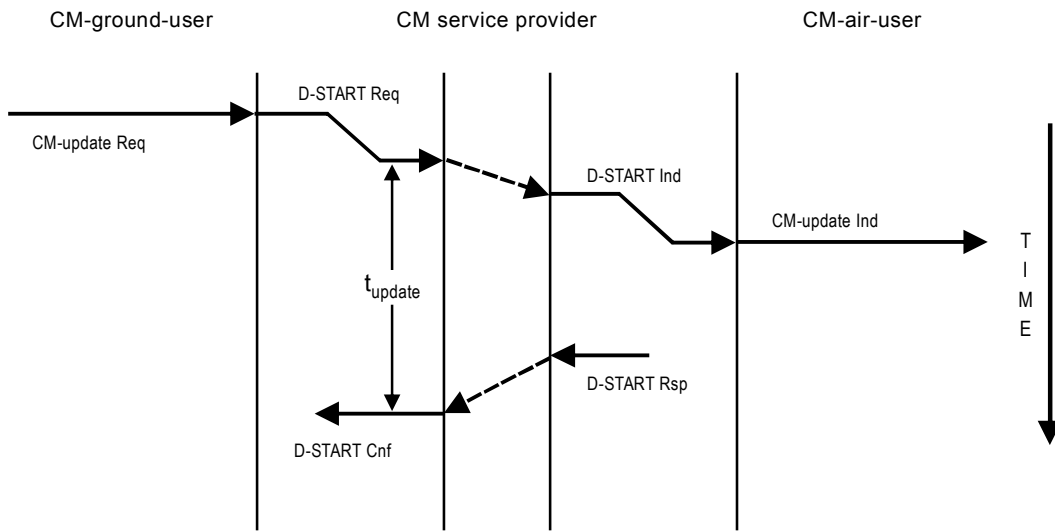 CM-ground-user
CM service provider
CM-air-user
D-START Req
CM-update Req
D-START Ind
CM-update Ind
t_update
T
I
M
E
D-START Rsp
D-START Cnf